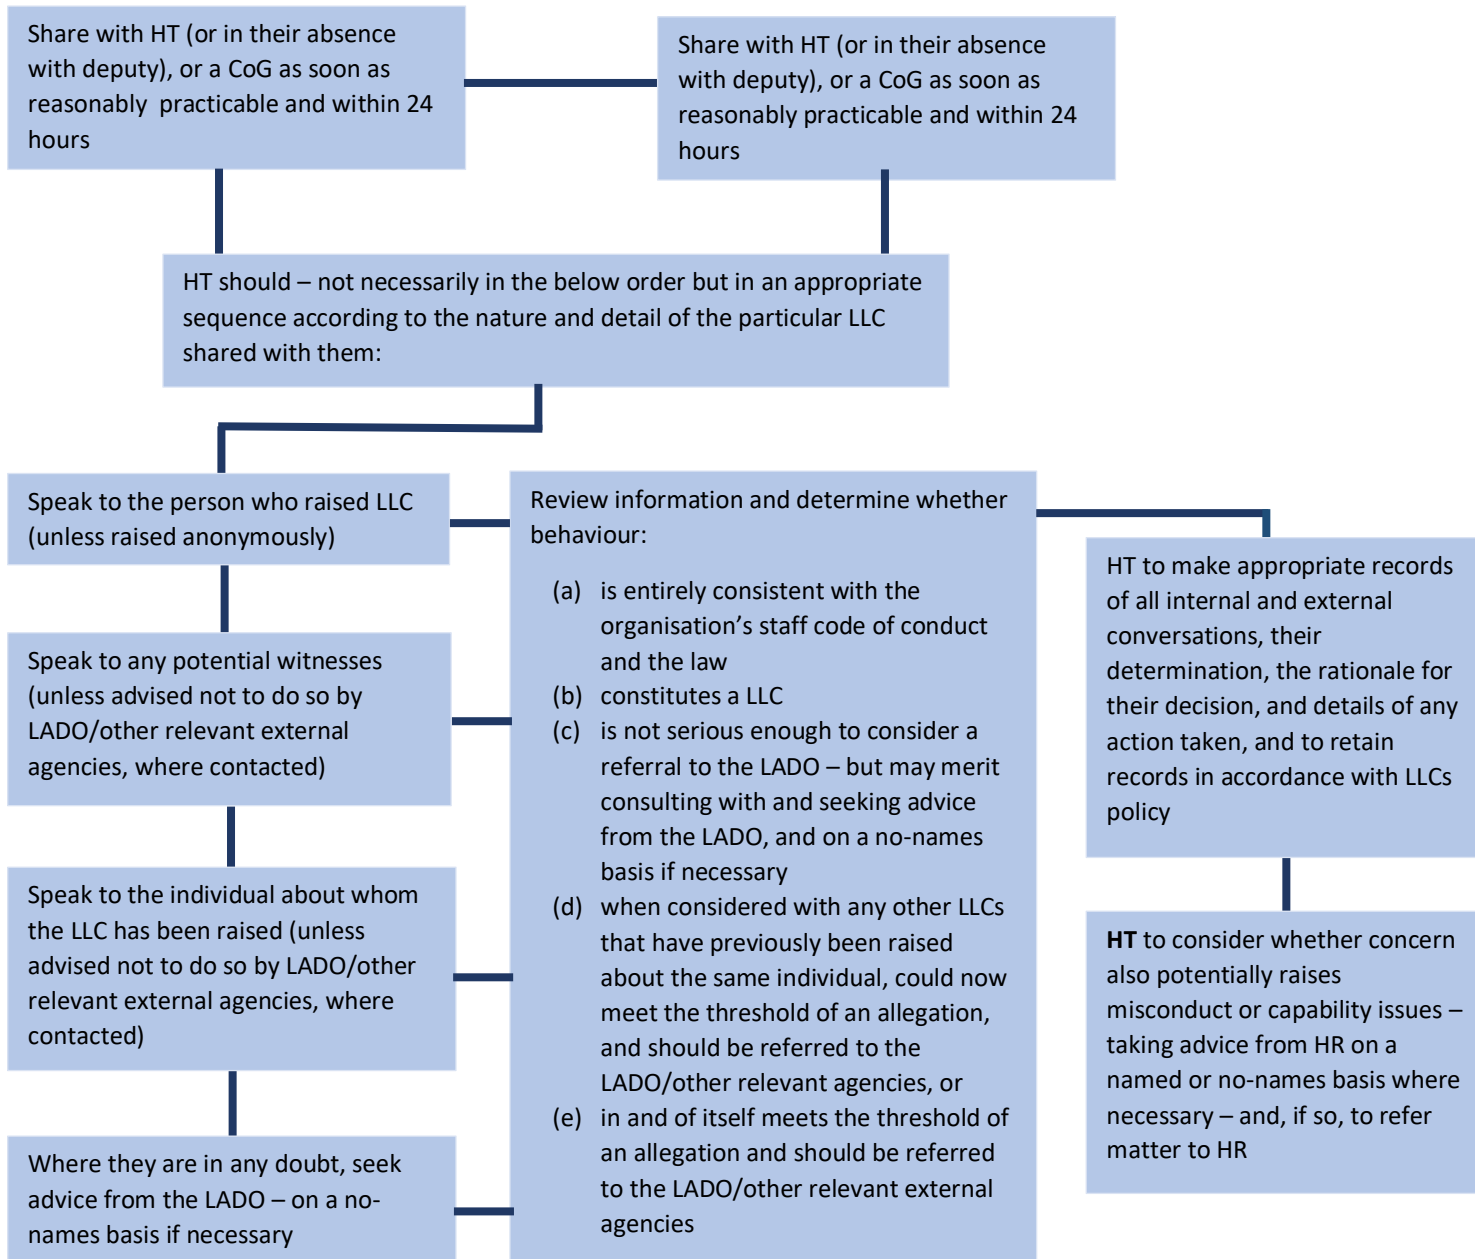 Share with HT (or in their absence
with deputy), or a CoG as soon as
reasonably practicable and within 24
hours
Share with HT (or in their absence
with deputy), or a CoG as soon as
reasonably practicable and within 24
hours
HT should – not necessarily in the below order but in an appropriate
sequence according to the nature and detail of the particular LLC
shared with them:
Speak to the person who raised LLC
(unless raised anonymously)
Speak to any potential witnesses
(unless advised not to do so by
LADO/other relevant external
agencies, where contacted)
Speak to the individual about whom
the LLC has been raised (unless
advised not to do so by LADO/other
relevant external agencies, where
contacted)
Where they are in any doubt, seek
advice from the LADO – on a no-
names basis if necessary
Review information and determine whether
behaviour:
(a) is entirely consistent with the
organisation’s staff code of conduct
and the law
(b) constitutes a LLC
(c) is not serious enough to consider a
referral to the LADO – but may merit
consulting with and seeking advice
from the LADO, and on a no-names
basis if necessary
(d) when considered with any other LLCs
that have previously been raised
about the same individual, could now
meet the threshold of an allegation,
and should be referred to the
LADO/other relevant agencies, or
(e) in and of itself meets the threshold of
an allegation and should be referred
to the LADO/other relevant external
agencies
HT to make appropriate records
of all internal and external
conversations, their
determination, the rationale for
their decision, and details of any
action taken, and to retain
records in accordance with LLCs
policy
HT to consider whether concern
also potentially raises
misconduct or capability issues –
taking advice from HR on a
named or no-names basis where
necessary – and, if so, to refer
matter to HR